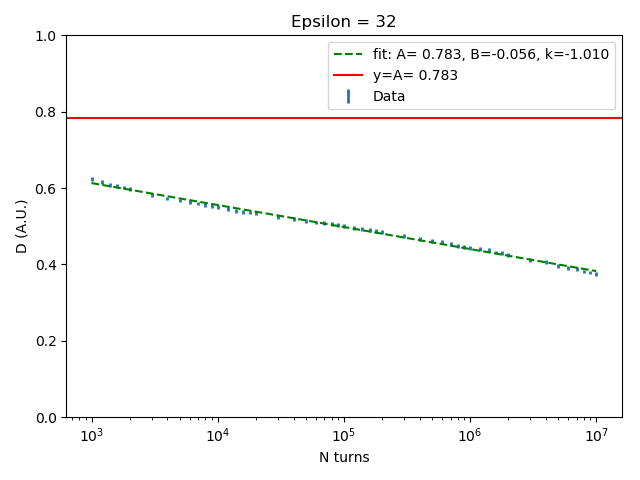 Epsilon = 32
fit: A= 0.783, B=-0.056, k=-1.010
y=A= 0.783
Data
D (A.U.)
1.0
0.8
0.6
0.4
0.2
0.0
10³ 10⁴ 10⁵ 10⁶ 10⁷
N turns